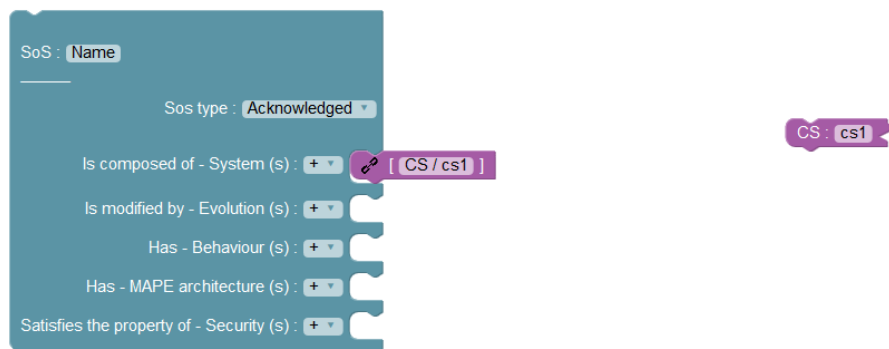 SoS : Name
Sos type : Acknowledged
CS : cs1
Is composed of - System (s) : + [ CS / cs1 ]
Is modified by - Evolution (s) : +
Has - Behaviour (s) : +
Has - MAPE architecture (s) : +
Satisfies the property of - Security (s) : +